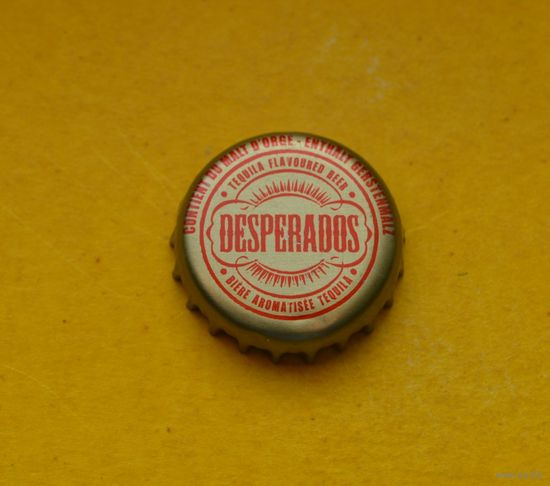 CONTIENT DU MALT D'ORGE - ENTHÄLT GERSTENMALZ
TEQUILA FLAVOURED BEER
DESPERADOS
BIÈRE AROMATISÉE TEQUILA